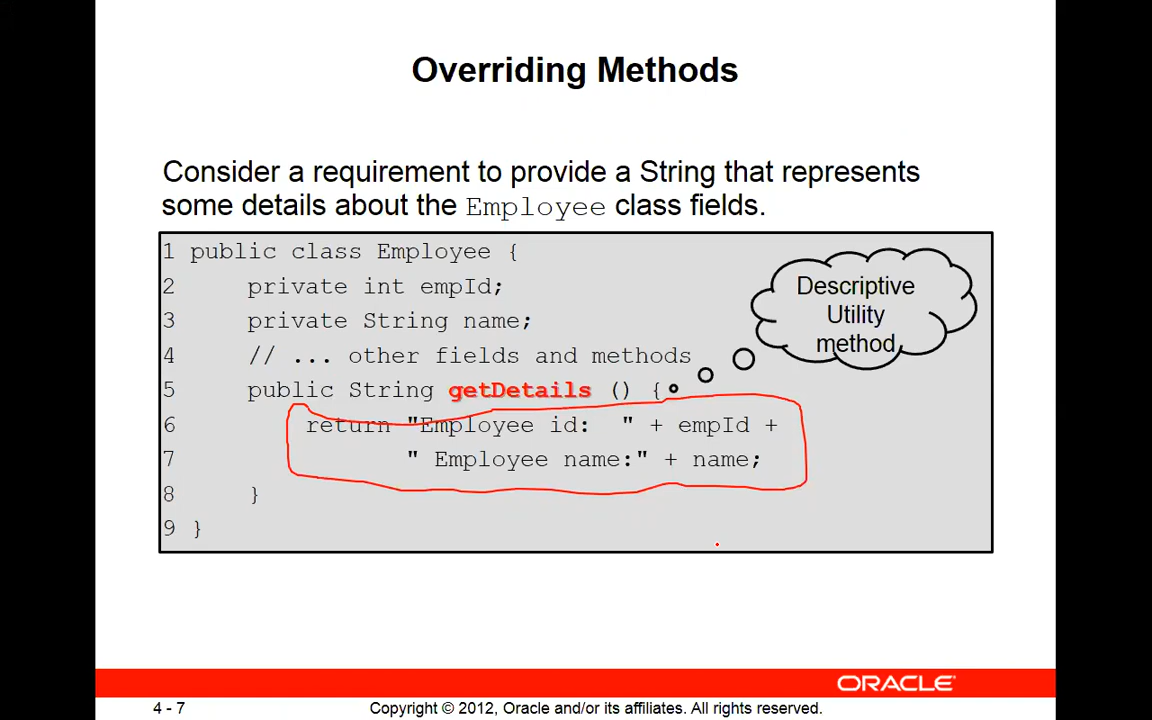 Overriding Methods
Consider a requirement to provide a String that represents
some details about the Employee class fields.
1 public class Employee {
2 private int empId;
3 private String name;
4 // ... other fields and methods
5 public String getDetails () {
6 return "Employee id: " + empId +
7 " Employee name:" + name;
8 }
9 }
Descriptive
Utility
method
ORACLE
4 - 7
Copyright © 2012, Oracle and/or its affiliates. All rights reserved.